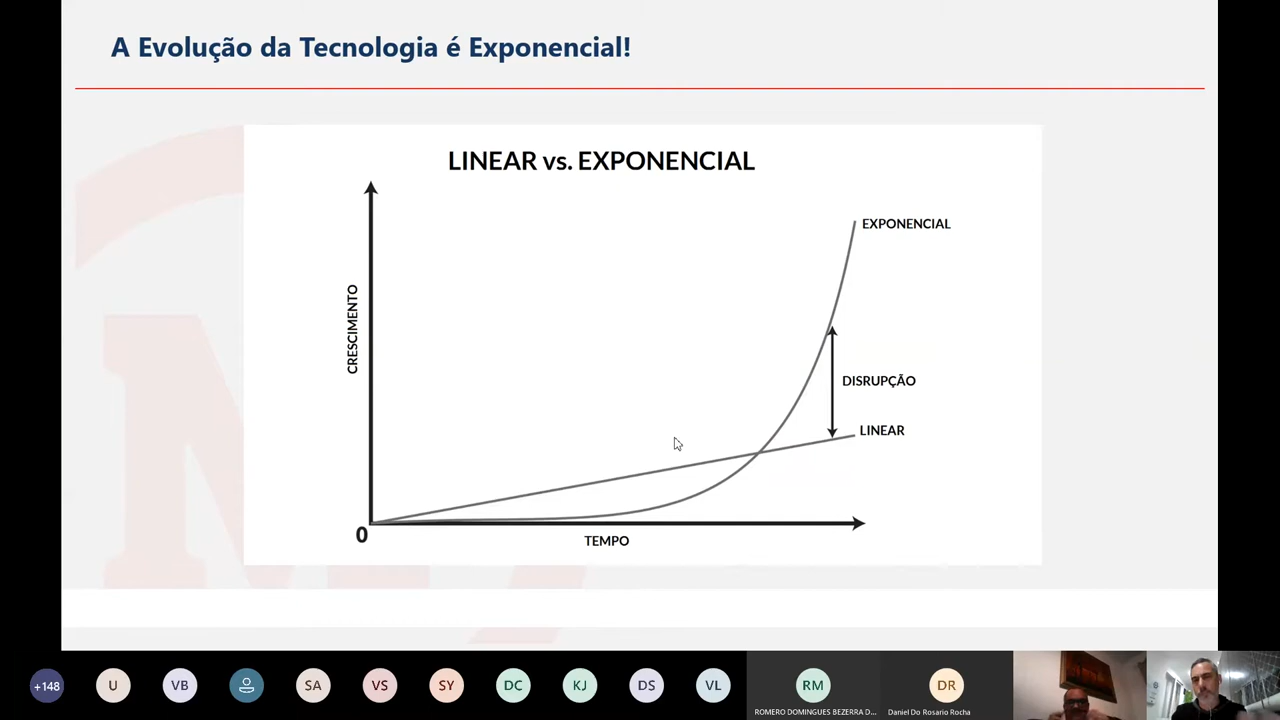 A Evolução da Tecnologia é Exponencial!
LINEAR vs. EXPONENCIAL
EXPONENCIAL
CRESCIMENTO
DISRUPÇÃO
LINEAR
0
TEMPO
+148
U
VB
SA
VS
SY
DC
KJ
DS
VL
RM
DR
ROMERO DOMINGUES BEZERRA D...
Daniel Do Rosario Rocha